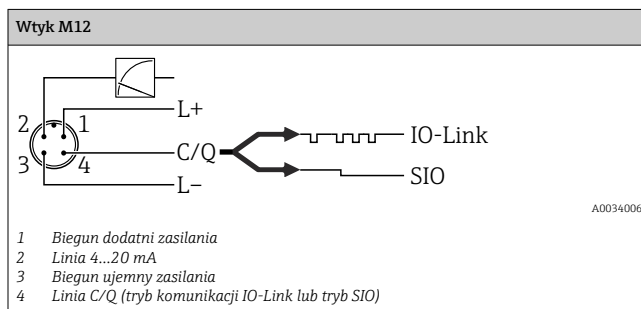 Wtyk M12
L+
2 1
C/Q
IO-Link
3 4
L–
SIO
A0034006
1 Biegun dodatni zasilania
2 Linia 4...20 mA
3 Biegun ujemny zasilania
4 Linia C/Q (tryb komunikacji IO-Link lub tryb SIO)